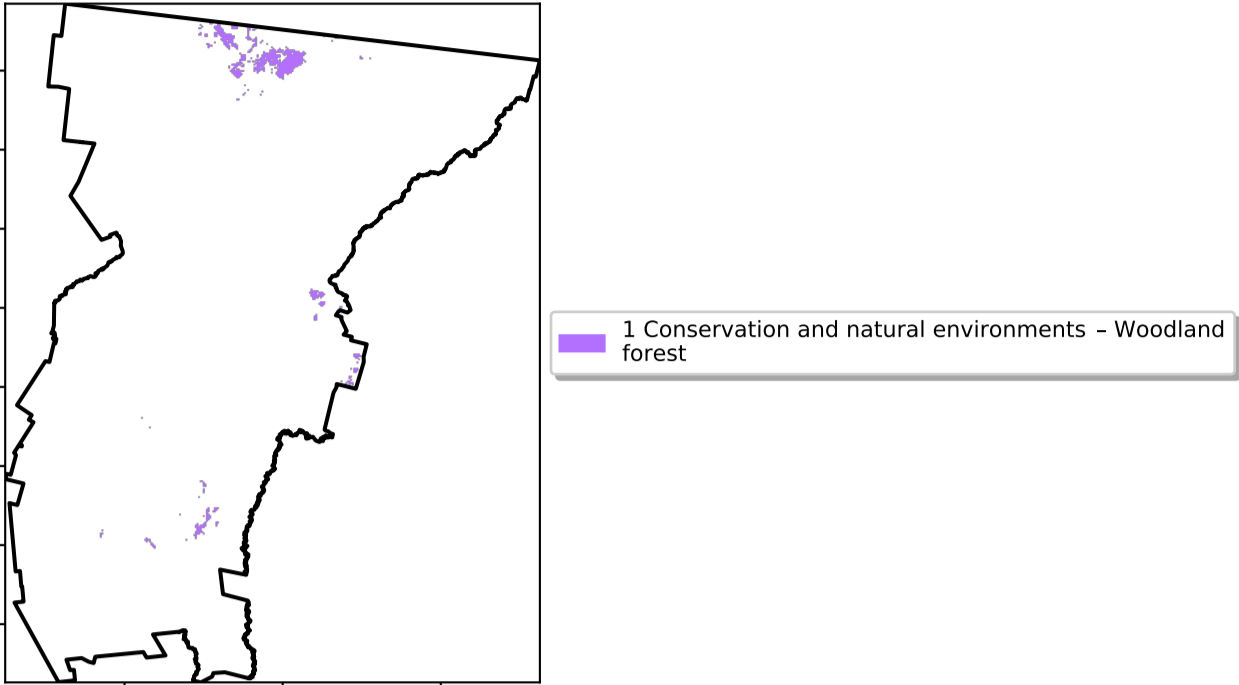 1 Conservation and natural environments – Woodland
forest